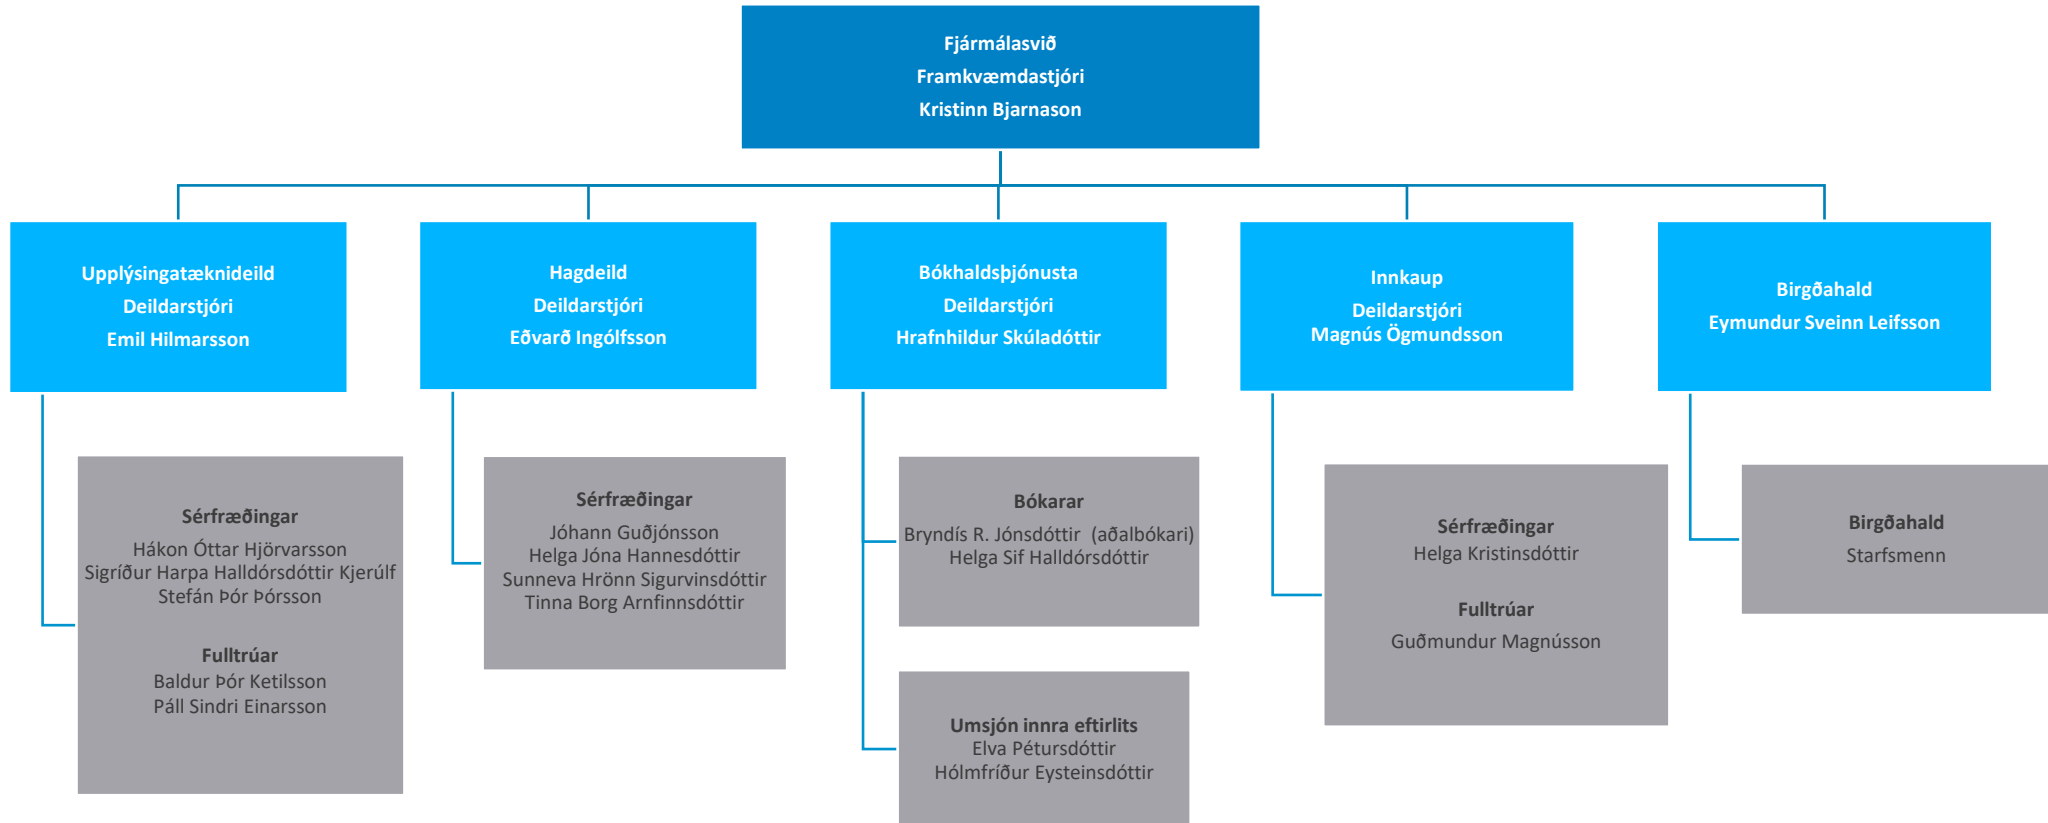 Fjármálasvið
Framkvæmdastjóri
Kristinn Bjarnason
Upplýsingatæknideild
Deildarstjóri
Emil Hilmarsson
Hagdeild
Deildarstjóri
Eðvarð Ingólfsson
Bókhaldsþjónusta
Deildarstjóri
Hrafnhildur Skúladóttir
Innkaup
Deildarstjóri
Magnús Ögmundsson
Birgðahald
Eymundur Sveinn Leifsson
Sérfræðingar
Hákon Óttar Hjörvarsson
Sigríður Harpa Halldórsdóttir Kjerúlf
Stefán Þór Þórsson
Fulltrúar
Baldur Þór Ketilsson
Páll Sindri Einarsson
Sérfræðingar
Jóhann Guðjónsson
Helga Jóna Hannesdóttir
Sunneva Hrönn Sigurvinsdóttir
Tinna Borg Arnfinnsdóttir
Bókarar
Bryndís R. Jónsdóttir (aðalbókari)
Helga Sif Halldórsdóttir
Umsjón innra eftirlits
Elva Pétursdóttir
Hólmfríður Eysteinsdóttir
Sérfræðingar
Helga Kristinsdóttir
Fulltrúar
Guðmundur Magnússon
Birgðahald
Starfsmenn